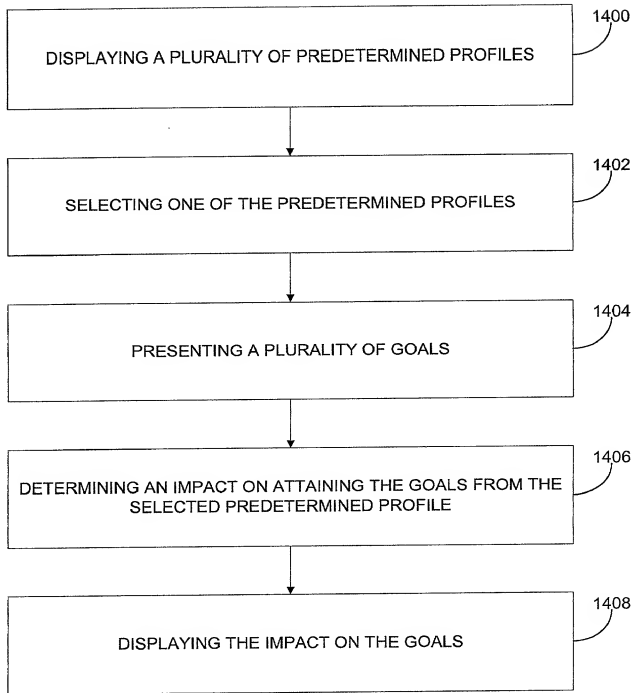 1400
DISPLAYING A PLURALITY OF PREDETERMINED PROFILES
1402
SELECTING ONE OF THE PREDETERMINED PROFILES
1404
PRESENTING A PLURALITY OF GOALS
1406
DETERMINING AN IMPACT ON ATTAINING THE GOALS FROM THE
SELECTED PREDETERMINED PROFILE
1408
DISPLAYING THE IMPACT ON THE GOALS